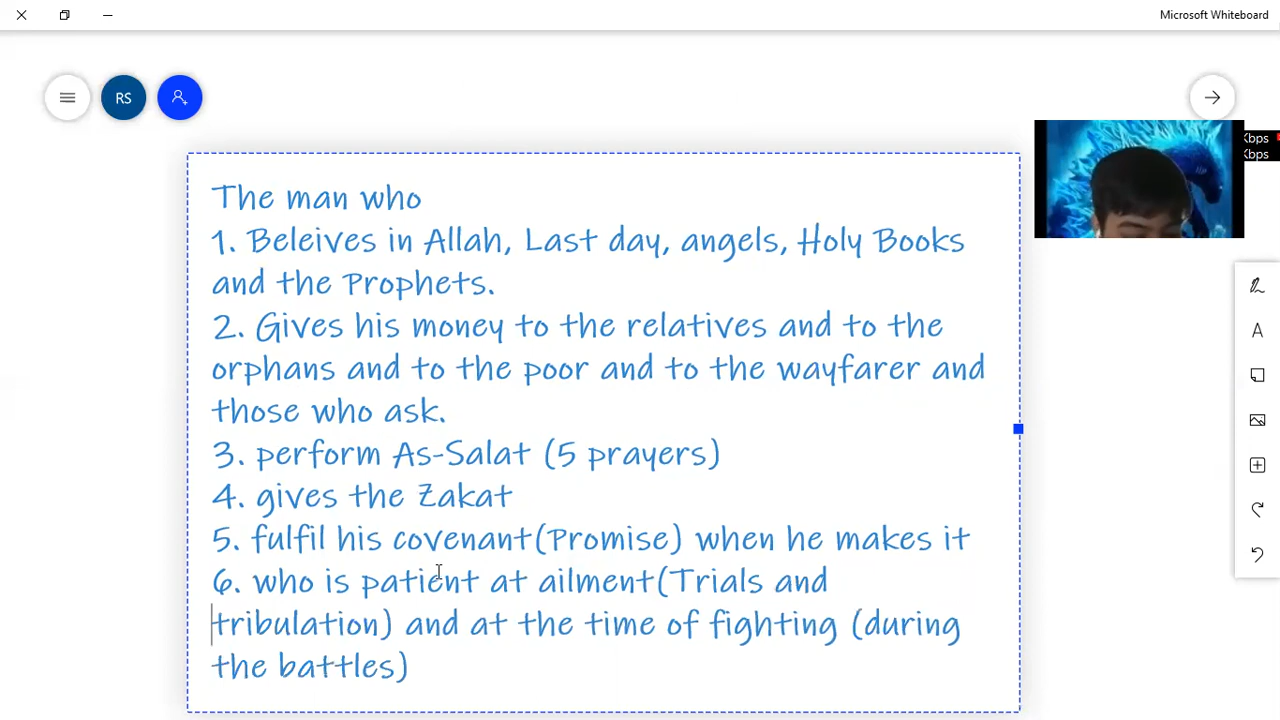 Microsoft Whiteboard
RS
Kbps
Kbps
The man who
1. Beleives in Allah, Last day, angels, Holy Books
and the Prophets.
2. Gives his money to the relatives and to the
orphans and to the poor and to the wayfarer and
those who ask.
3. perform As-Salat (5 prayers)
4. gives the Zakat
5. fulfil his covenant(Promise) when he makes it
6. who is patient at ailment(Trials and
tribulation) and at the time of fighting (during
the battles)